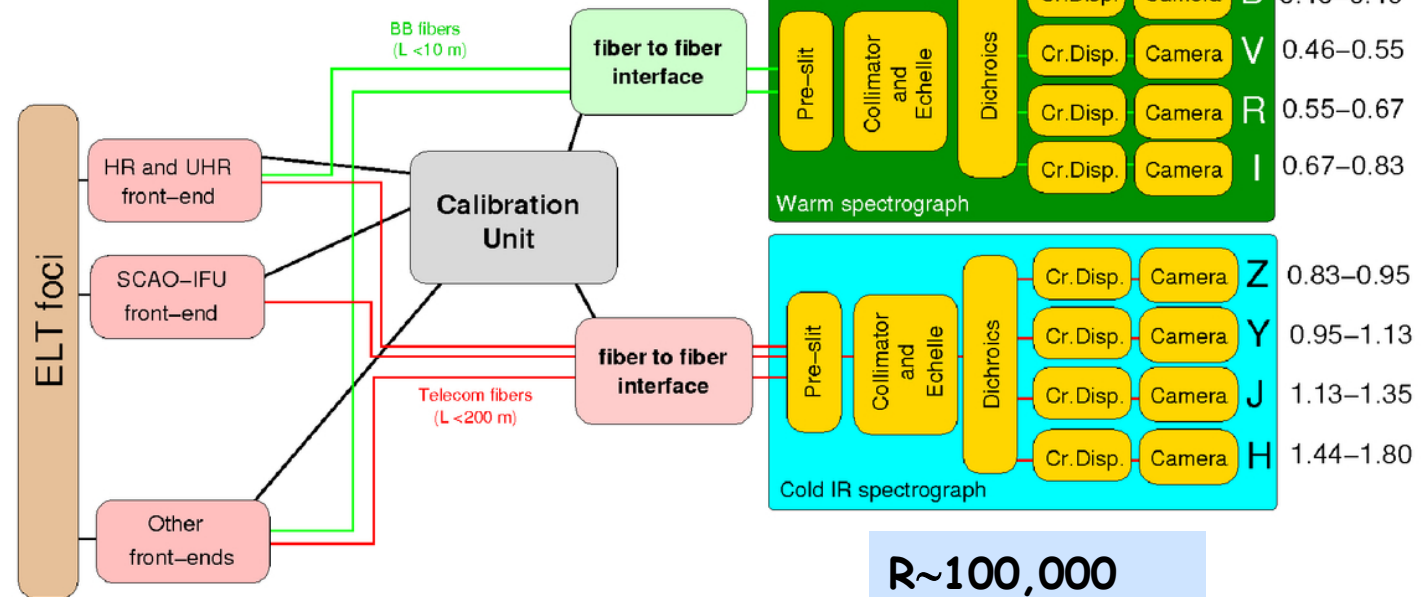 BB fibers
(L <10 m)
fiber to fiber
interface
Pre-slit
Collimator
and
Echelle
Dichroics
Cr.Disp.
Camera
V
0.46-0.55
Cr.Disp.
Camera
R
0.55-0.67
Cr.Disp.
Camera
I
0.67-0.83
Warm spectrograph
ELT foci
HR and UHR
front-end
SCAO-IFU
front-end
Other
front-ends
Calibration
Unit
fiber to fiber
interface
Telecom fibers
(L <200 m)
Pre-slit
Collimator
and
Echelle
Dichroics
Cr.Disp.
Camera
Z
0.83-0.95
Cr.Disp.
Camera
Y
0.95-1.13
Cr.Disp.
Camera
J
1.13-1.35
Cr.Disp.
Camera
H
1.44-1.80
Cold IR spectrograph
R~100,000